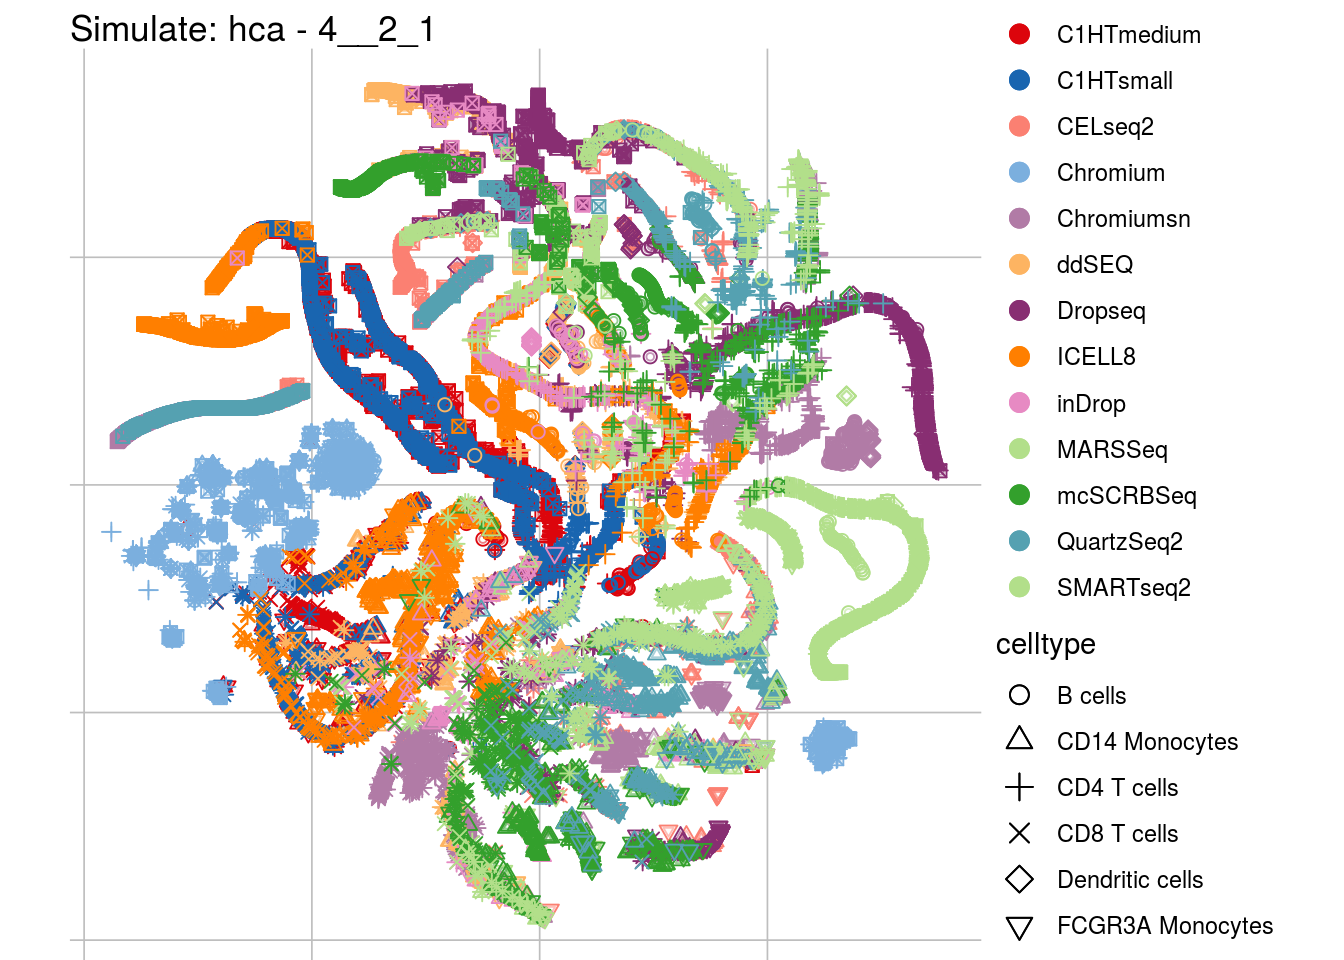 Simulate: hca - 4__2_1
C1HTmedium
C1HTsmall
CELseq2
Chromium
Chromiumsn
ddSEQ
Dropseq
ICELL8
inDrop
MARSSeq
mcSCRBSeq
QuartzSeq2
SMARTseq2
celltype
B cells
CD14 Monocytes
CD4 T cells
CD8 T cells
Dendritic cells
FCGR3A Monocytes